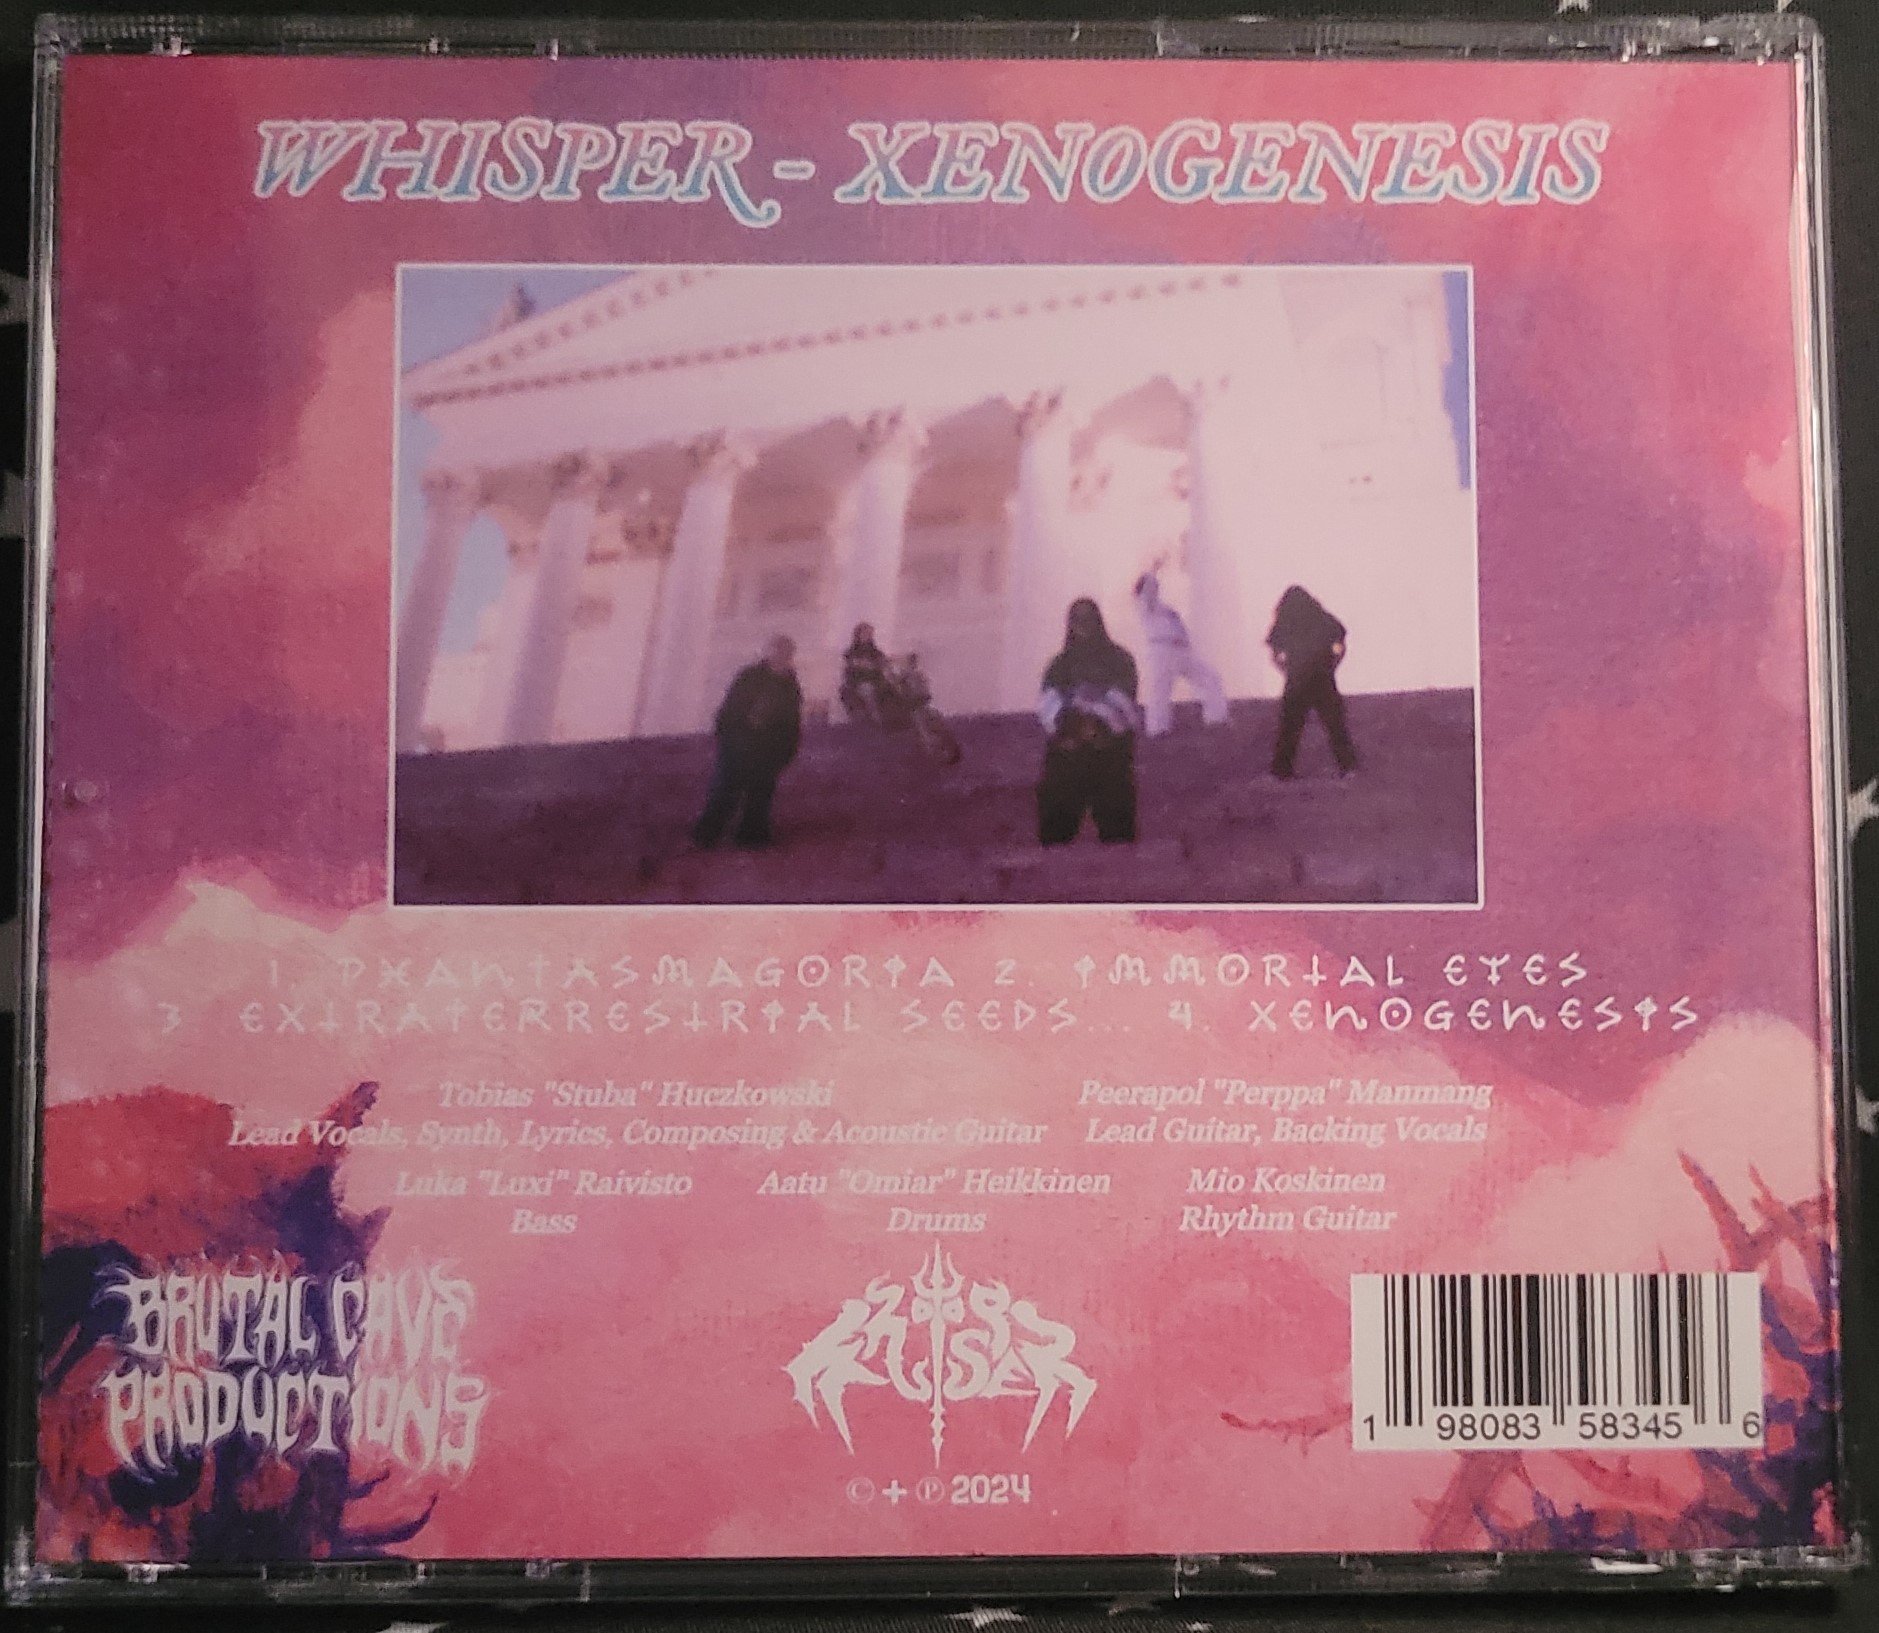 WHISPER - XENOGENESIS
1. PHANTASMAGORIA 2. IMMORTAL EYES
3 EXTRATERRESTRIAL SEEDS... 4. XENOGENESIS
Tobias "Stuba" Huczkowski
Lead Vocals, Synth, Lyrics, Composing & Acoustic Guitar
Peerapol "Perppa" Manmang
Lead Guitar, Backing Vocals
Luka "Luxi" Raivisto
Bass
Aatu "Omiar" Heikkinen
Drums
Mio Koskinen
Rhythm Guitar
BRUTAL CAVE
PRODUCTIONS
© + ℗ 2024
1 98083 58345 6